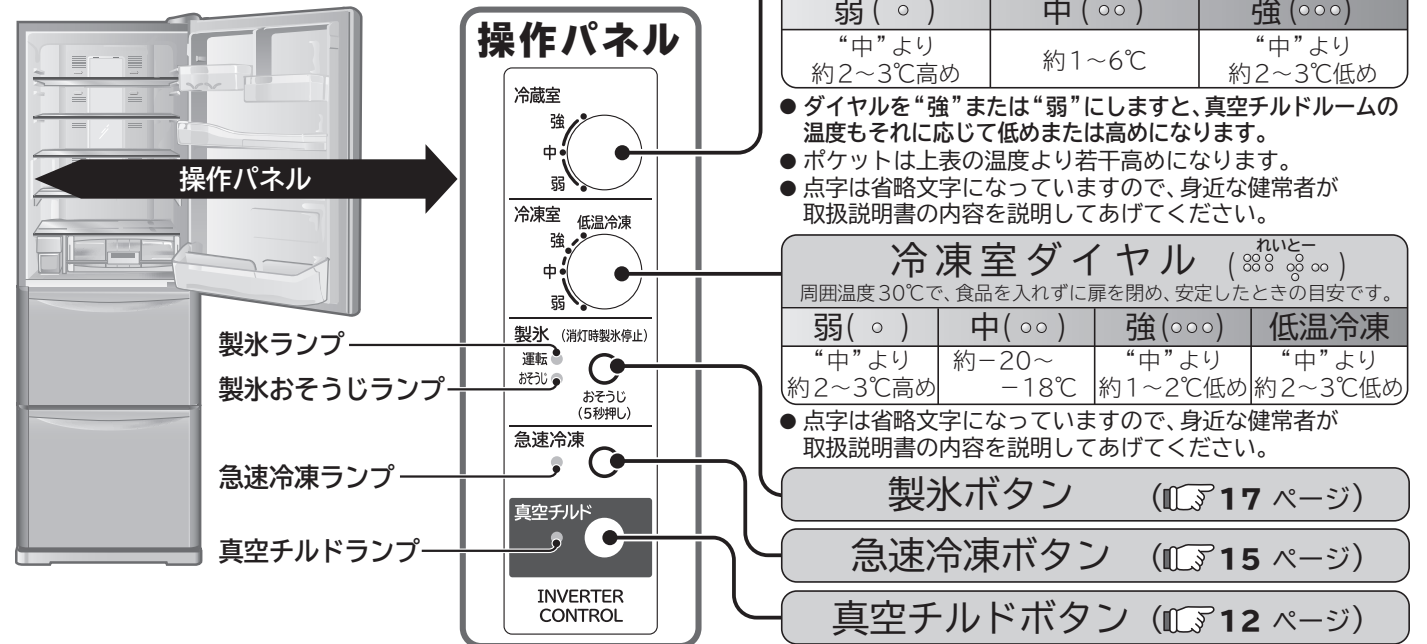 操作パネル
製氷ランプ
製氷おそうじランプ
急速冷凍ランプ
真空チルドランプ
操作パネル
冷蔵室
強
中
弱
冷凍室
低温冷凍
強
中
弱
製氷 (消灯時製氷停止)
運転
おそうじ
おそうじ
(5秒押し)
急速冷凍
真空チルド
INVERTER
CONTROL
弱(⚬) 中(⚬⚬) 強(⚬⚬⚬)
“中”より
約2~3℃高め
約1~6℃
“中”より
約2~3℃低め
● ダイヤルを“強”または“弱”にしますと、真空チルドルームの
温度もそれに応じて低めまたは高めになります。
● ポケットは上表の温度より若干高めになります。
● 点字は省略文字になっていますので、身近な健常者が
取扱説明書の内容を説明してあげてください。
冷凍室ダイヤル (れいとー)
周囲温度30℃で、食品を入れずに扉を閉め、安定したときの目安です。
弱(⚬) 中(⚬⚬) 強(⚬⚬⚬) 低温冷凍
“中”より
約2~3℃高め
約-20~
-18℃
“中”より
約1~2℃低め
“中”より
約2~3℃低め
● 点字は省略文字になっていますので、身近な健常者が
取扱説明書の内容を説明してあげてください。
製氷ボタン (17 ページ)
急速冷凍ボタン (15 ページ)
真空チルドボタン (12 ページ)